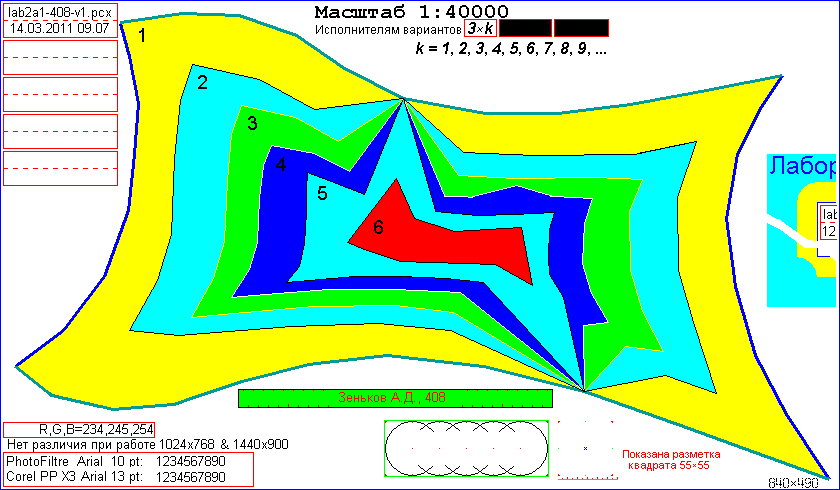 lab2a1-408-v1.pcx
14.03.2011 09.07
Масштаб 1:40000
Исполнителям вариантов 3×k
k = 1, 2, 3, 4, 5, 6, 7, 8, 9, ...
1
2
3
4
5
6
Лабор
lab
12
Зеньков А.Д., 408
R,G,B=234,245,254
Нет различия при работе 1024x768 & 1440x900
PhotoFiltre Arial 10 pt: 1234567890
Corel PP X3 Arial 13 pt: 1234567890
Показана разметка
квадрата 55×55
840×490